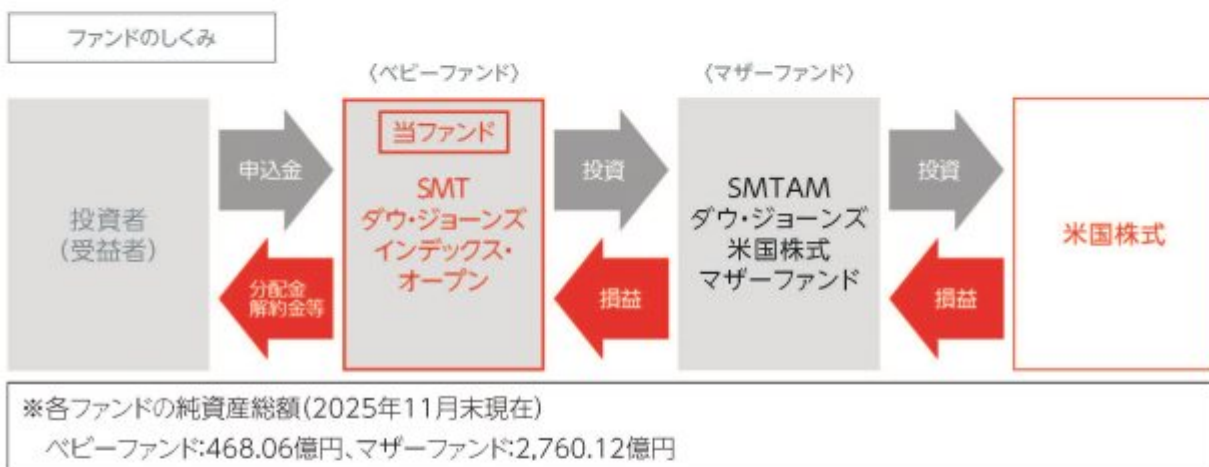 ファンドのしくみ
〈ベビーファンド〉
〈マザーファンド〉
投資者
(受益者)
申込金
分配金
解約金等
当ファンド
SMT
ダウ・ジョーンズ
インデックス・
オープン
投資
損益
SMTAM
ダウ・ジョーンズ
米国株式
マザーファンド
投資
損益
米国株式
※各ファンドの純資産総額(2025年11月末現在)
ベビーファンド:468.06億円、マザーファンド:2,760.12億円